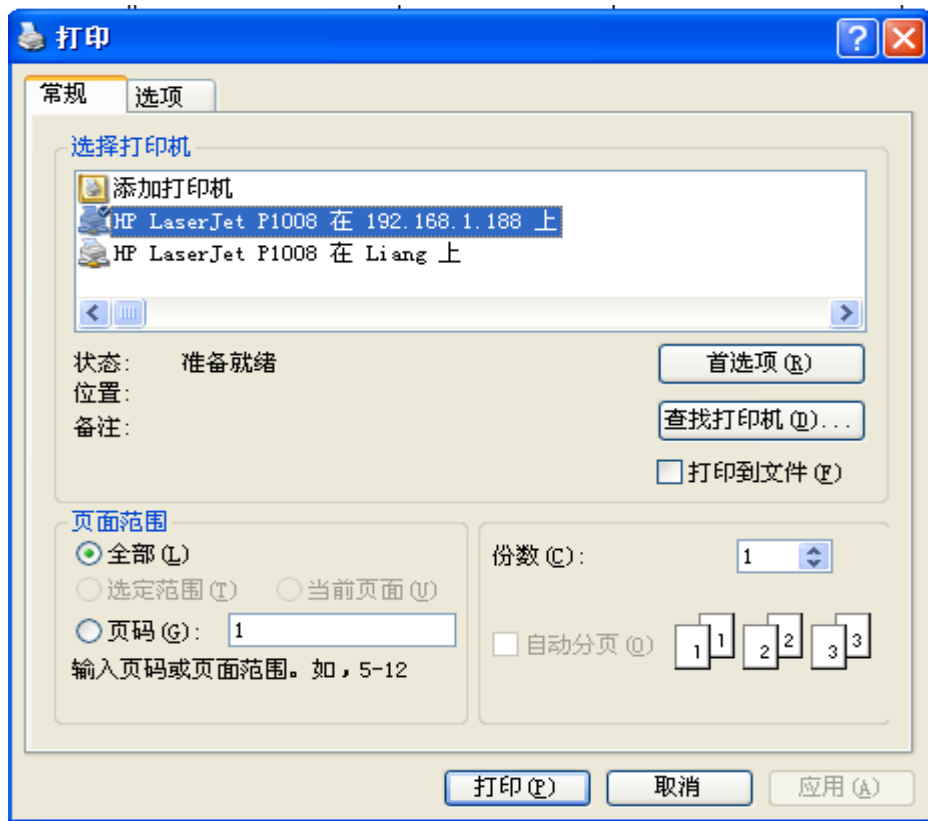 打印
常规 选项
选择打印机
添加打印机
HP LaserJet P1008 在 192.168.1.188 上
HP LaserJet P1008 在 Liang 上
状态: 准备就绪 首选项(R)
位置:
备注: 查找打印机(D)...
打印到文件(F)
页面范围
全部(L) 份数(C): 1
选定范围(T) 当前页面(U)
页码(G): 1 自动分页(O) 1 1 2 2 3 3
输入页码或页面范围。如,5-12
打印(P) 取消 应用(A)